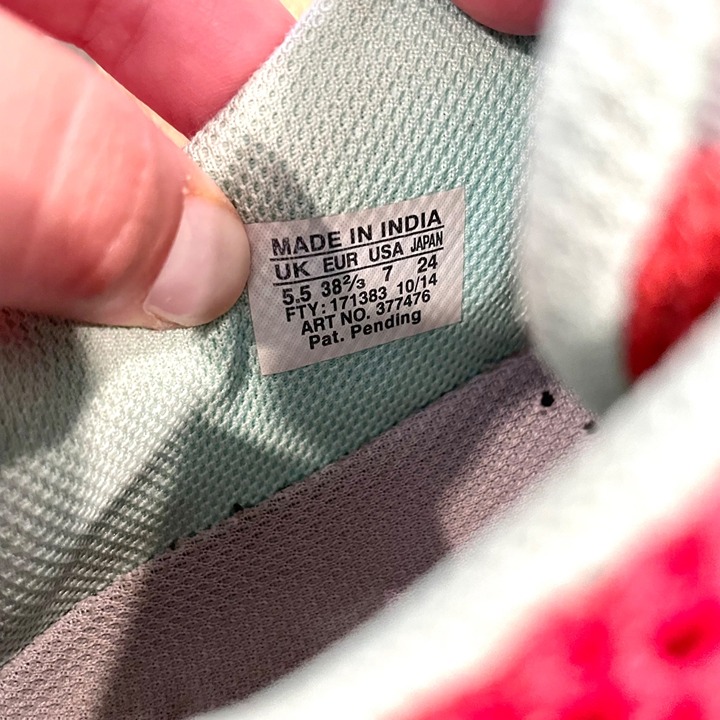 MADE IN INDIA
UK EUR USA JAPAN
5.5 38⅔ 7 24
FTY: 171383 10/14
ART NO. 377476
Pat. Pending